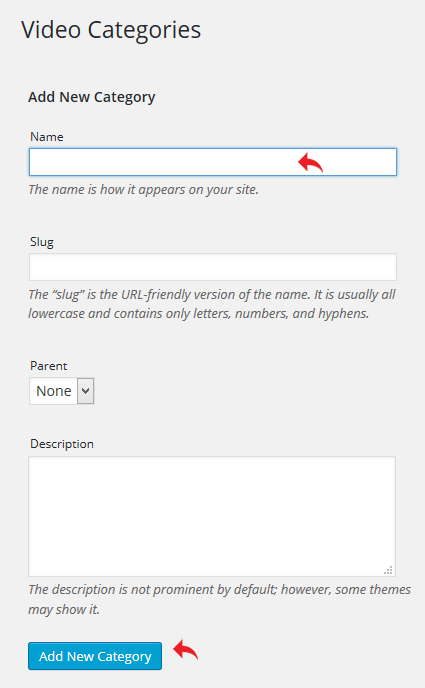 Video Categories
Add New Category
Name
The name is how it appears on your site.
Slug
The “slug” is the URL-friendly version of the name. It is usually all
lowercase and contains only letters, numbers, and hyphens.
Parent
None
Description
The description is not prominent by default; however, some themes
may show it.
Add New Category